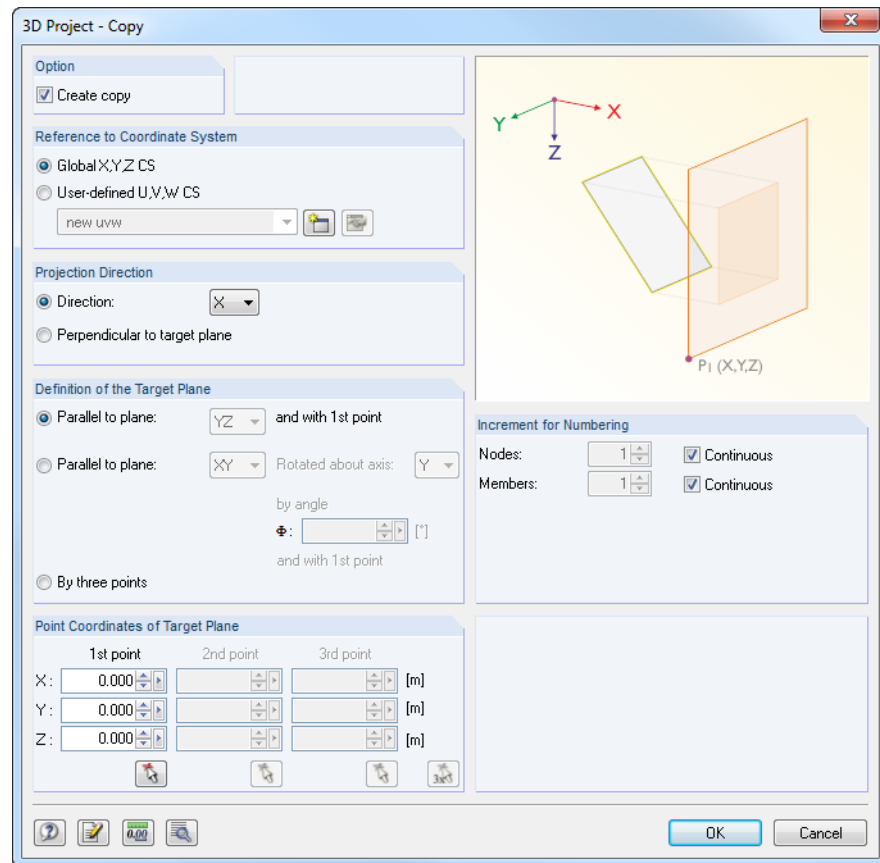 3D Project - Copy
Option
Create copy
Reference to Coordinate System
Global X,Y,Z CS
User-defined U,V,W CS
new uvw
Projection Direction
Direction: X
Perpendicular to target plane
Definition of the Target Plane
Parallel to plane: YZ and with 1st point
Parallel to plane: XY Rotated about axis: Y
by angle
Φ: [°]
and with 1st point
By three points
Point Coordinates of Target Plane
1st point 2nd point 3rd point
X: 0.000 [m]
Y: 0.000 [m]
Z: 0.000 [m]
3x
X
Y
Z
P1 (X,Y,Z)
Increment for Numbering
Nodes: 1 Continuous
Members: 1 Continuous
0.00
OK Cancel